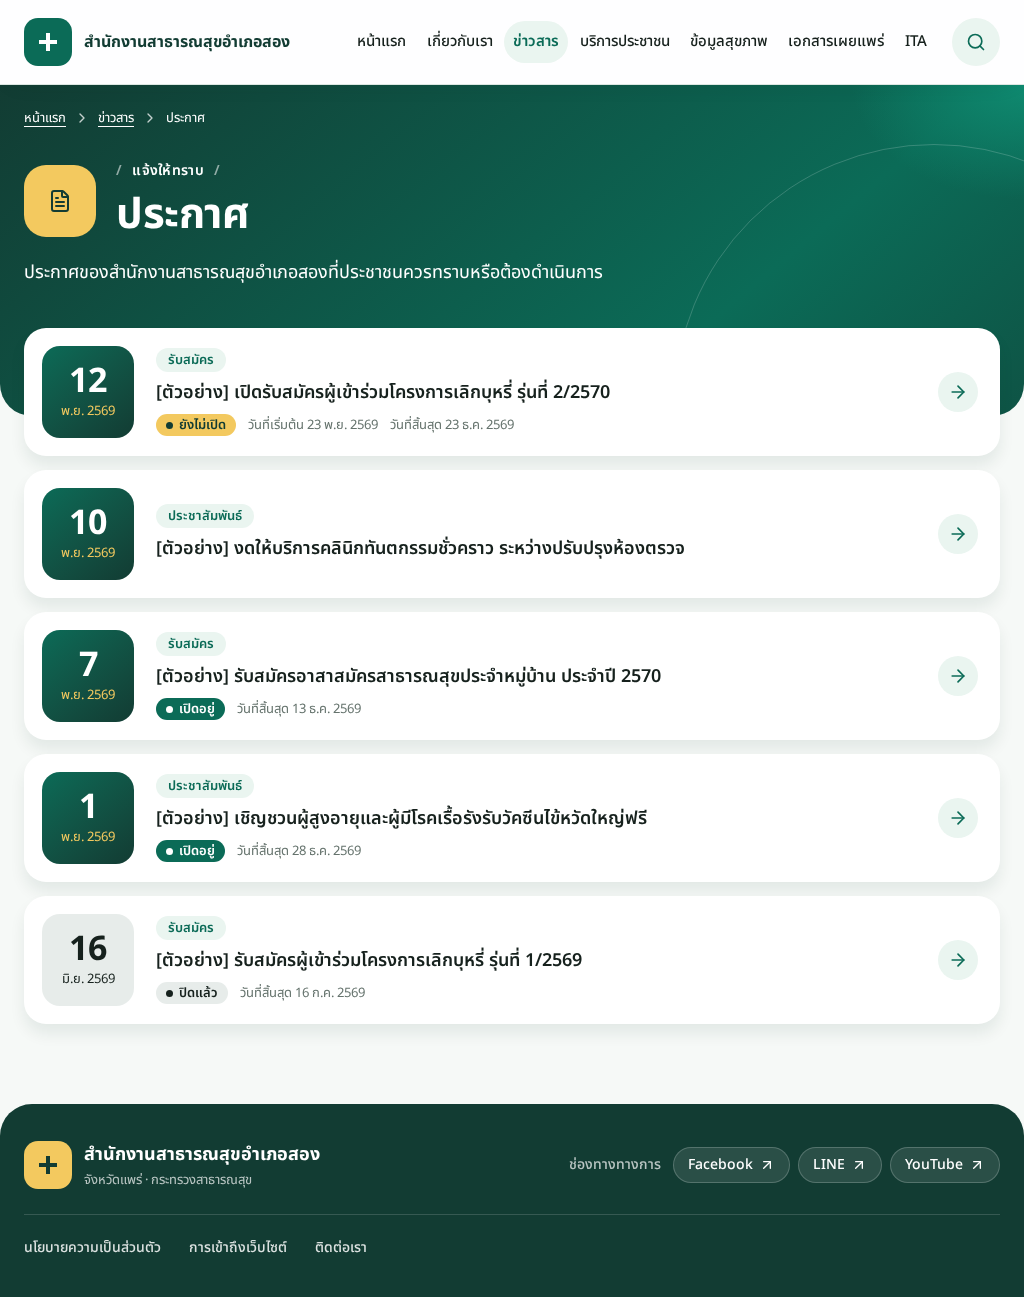 สำนักงานสาธารณสุขอำเภอสอง
หน้าแรก เกี่ยวกับเรา ข่าวสาร บริการประชาชน ข้อมูลสุขภาพ เอกสารเผยแพร่ ITA
หน้าแรก > ข่าวสาร > ประกาศ
/ แจ้งให้ทราบ /
ประกาศ
ประกาศของสำนักงานสาธารณสุขอำเภอสองที่ประชาชนควรทราบหรือต้องดำเนินการ
12
พ.ย. 2569
รับสมัคร
[ตัวอย่าง] เปิดรับสมัครผู้เข้าร่วมโครงการเลิกบุหรี่ รุ่นที่ 2/2570
ยังไม่เปิด วันที่เริ่มต้น 23 พ.ย. 2569 วันที่สิ้นสุด 23 ธ.ค. 2569
10
พ.ย. 2569
ประชาสัมพันธ์
[ตัวอย่าง] งดให้บริการคลินิกทันตกรรมชั่วคราว ระหว่างปรับปรุงห้องตรวจ
7
พ.ย. 2569
รับสมัคร
[ตัวอย่าง] รับสมัครอาสาสมัครสาธารณสุขประจำหมู่บ้าน ประจำปี 2570
เปิดอยู่ วันที่สิ้นสุด 13 ธ.ค. 2569
1
พ.ย. 2569
ประชาสัมพันธ์
[ตัวอย่าง] เชิญชวนผู้สูงอายุและผู้มีโรคเรื้อรังรับวัคซีนไข้หวัดใหญ่ฟรี
เปิดอยู่ วันที่สิ้นสุด 28 ธ.ค. 2569
16
มิ.ย. 2569
รับสมัคร
[ตัวอย่าง] รับสมัครผู้เข้าร่วมโครงการเลิกบุหรี่ รุ่นที่ 1/2569
ปิดแล้ว วันที่สิ้นสุด 16 ก.ค. 2569
สำนักงานสาธารณสุขอำเภอสอง
จังหวัดแพร่ · กระทรวงสาธารณสุข
ช่องทางทางการ Facebook LINE YouTube
นโยบายความเป็นส่วนตัว การเข้าถึงเว็บไซต์ ติดต่อเรา